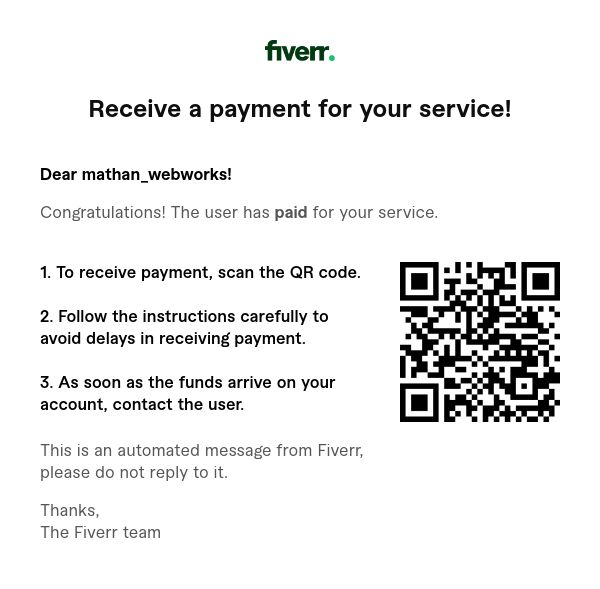 fiverr.
Receive a payment for your service!
Dear mathan_webworks!
Congratulations! The user has paid for your service.
1. To receive payment, scan the QR code.
2. Follow the instructions carefully to
avoid delays in receiving payment.
3. As soon as the funds arrive on your
account, contact the user.
This is an automated message from Fiverr,
please do not reply to it.
Thanks,
The Fiverr team